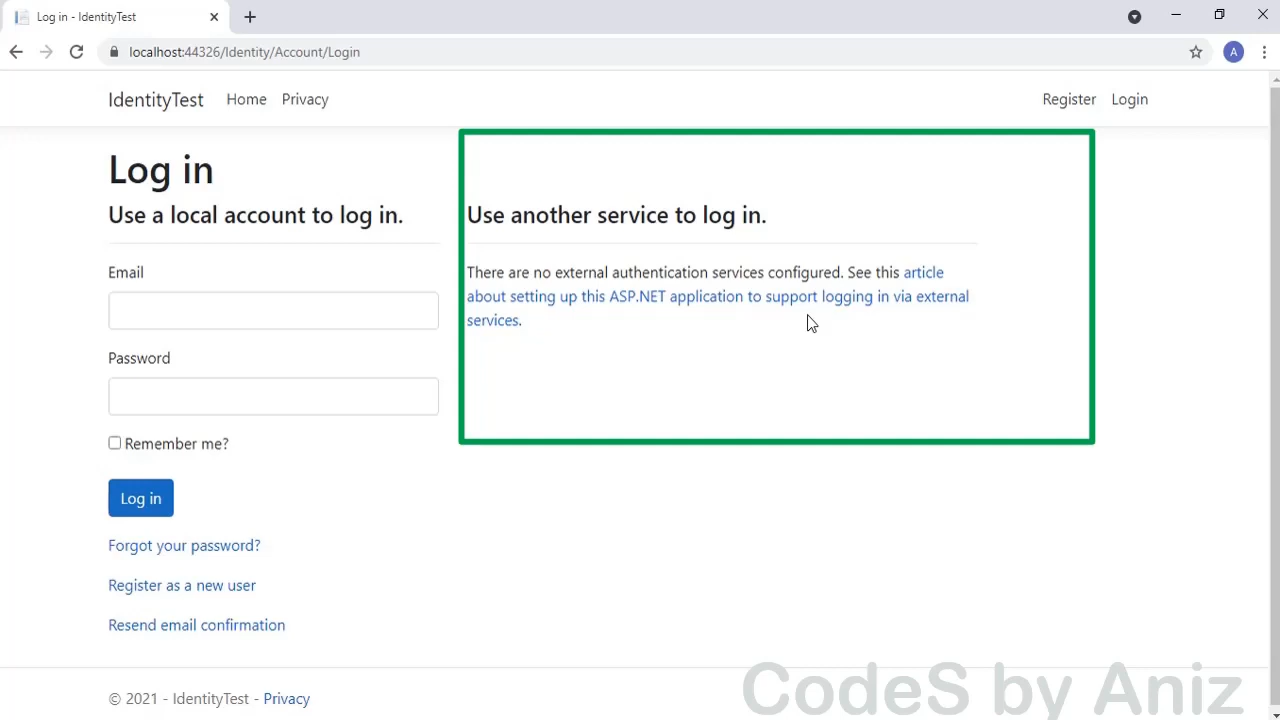 Log in - IdentityTest
A
localhost:44326/Identity/Account/Login
IdentityTest Home Privacy Register Login
Log in
Use a local account to log in.
Email
Password
Remember me?
Log in
Forgot your password?
Register as a new user
Resend email confirmation
Use another service to log in.
There are no external authentication services configured. See this article
about setting up this ASP.NET application to support logging in via external
services.
© 2021 - IdentityTest - Privacy
CodeS by Aniz